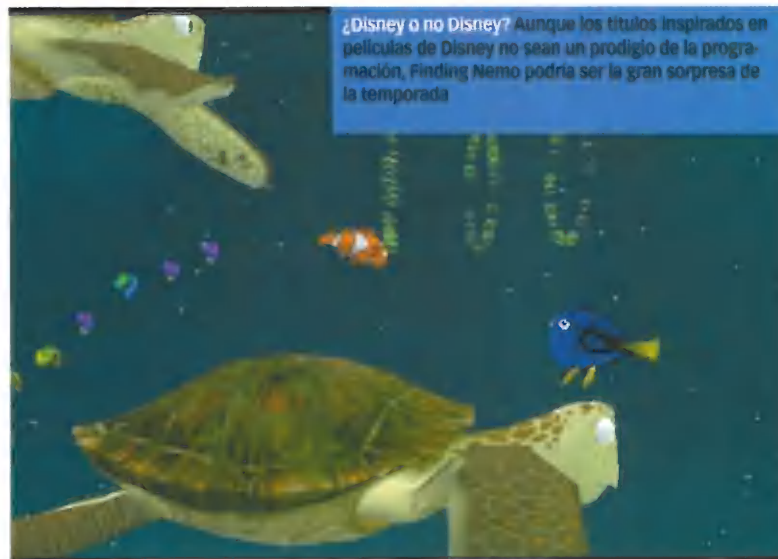 ¿Disney o no Disney? Aunque los títulos inspirados en
películas de Disney no sean un prodigio de la progra-
mación, Finding Nemo podría ser la gran sorpresa de
la temporada